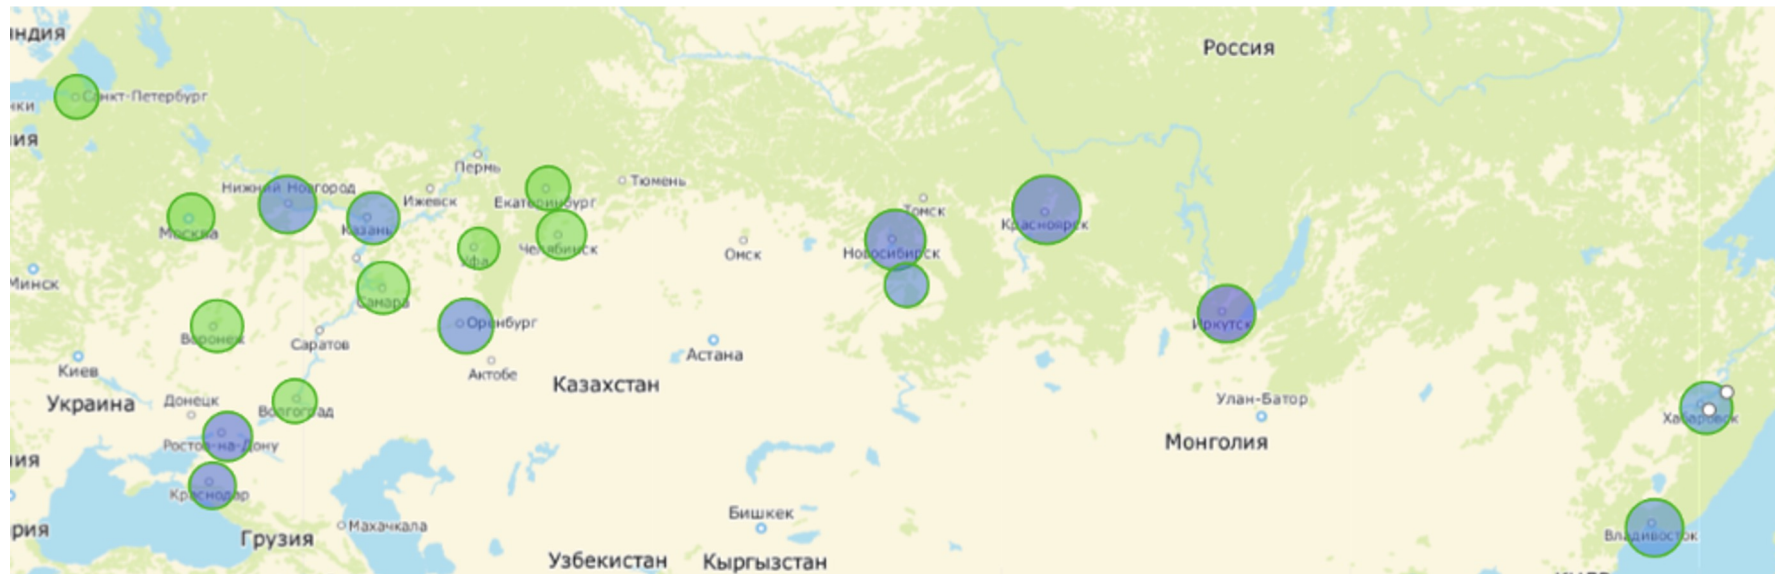 Россия
Санкт-Петербург
Пермь
Тюмень
Нижний Новгород
Ижевск
Екатеринбург
Томск
Москва
Казань
Красноярск
Уфа
Челябинск
Омск
Новосибирск
Минск
Самара
Оренбург
Иркутск
Воронеж
Саратов
Астана
Киев
Актобе
Казахстан
Украина
Донецк
Волгоград
Улан-Батор
Хабаровск
Монголия
Ростов-на-Дону
Краснодар
Бишкек
Махачкала
Грузия
Владивосток
Узбекистан
Кыргызстан